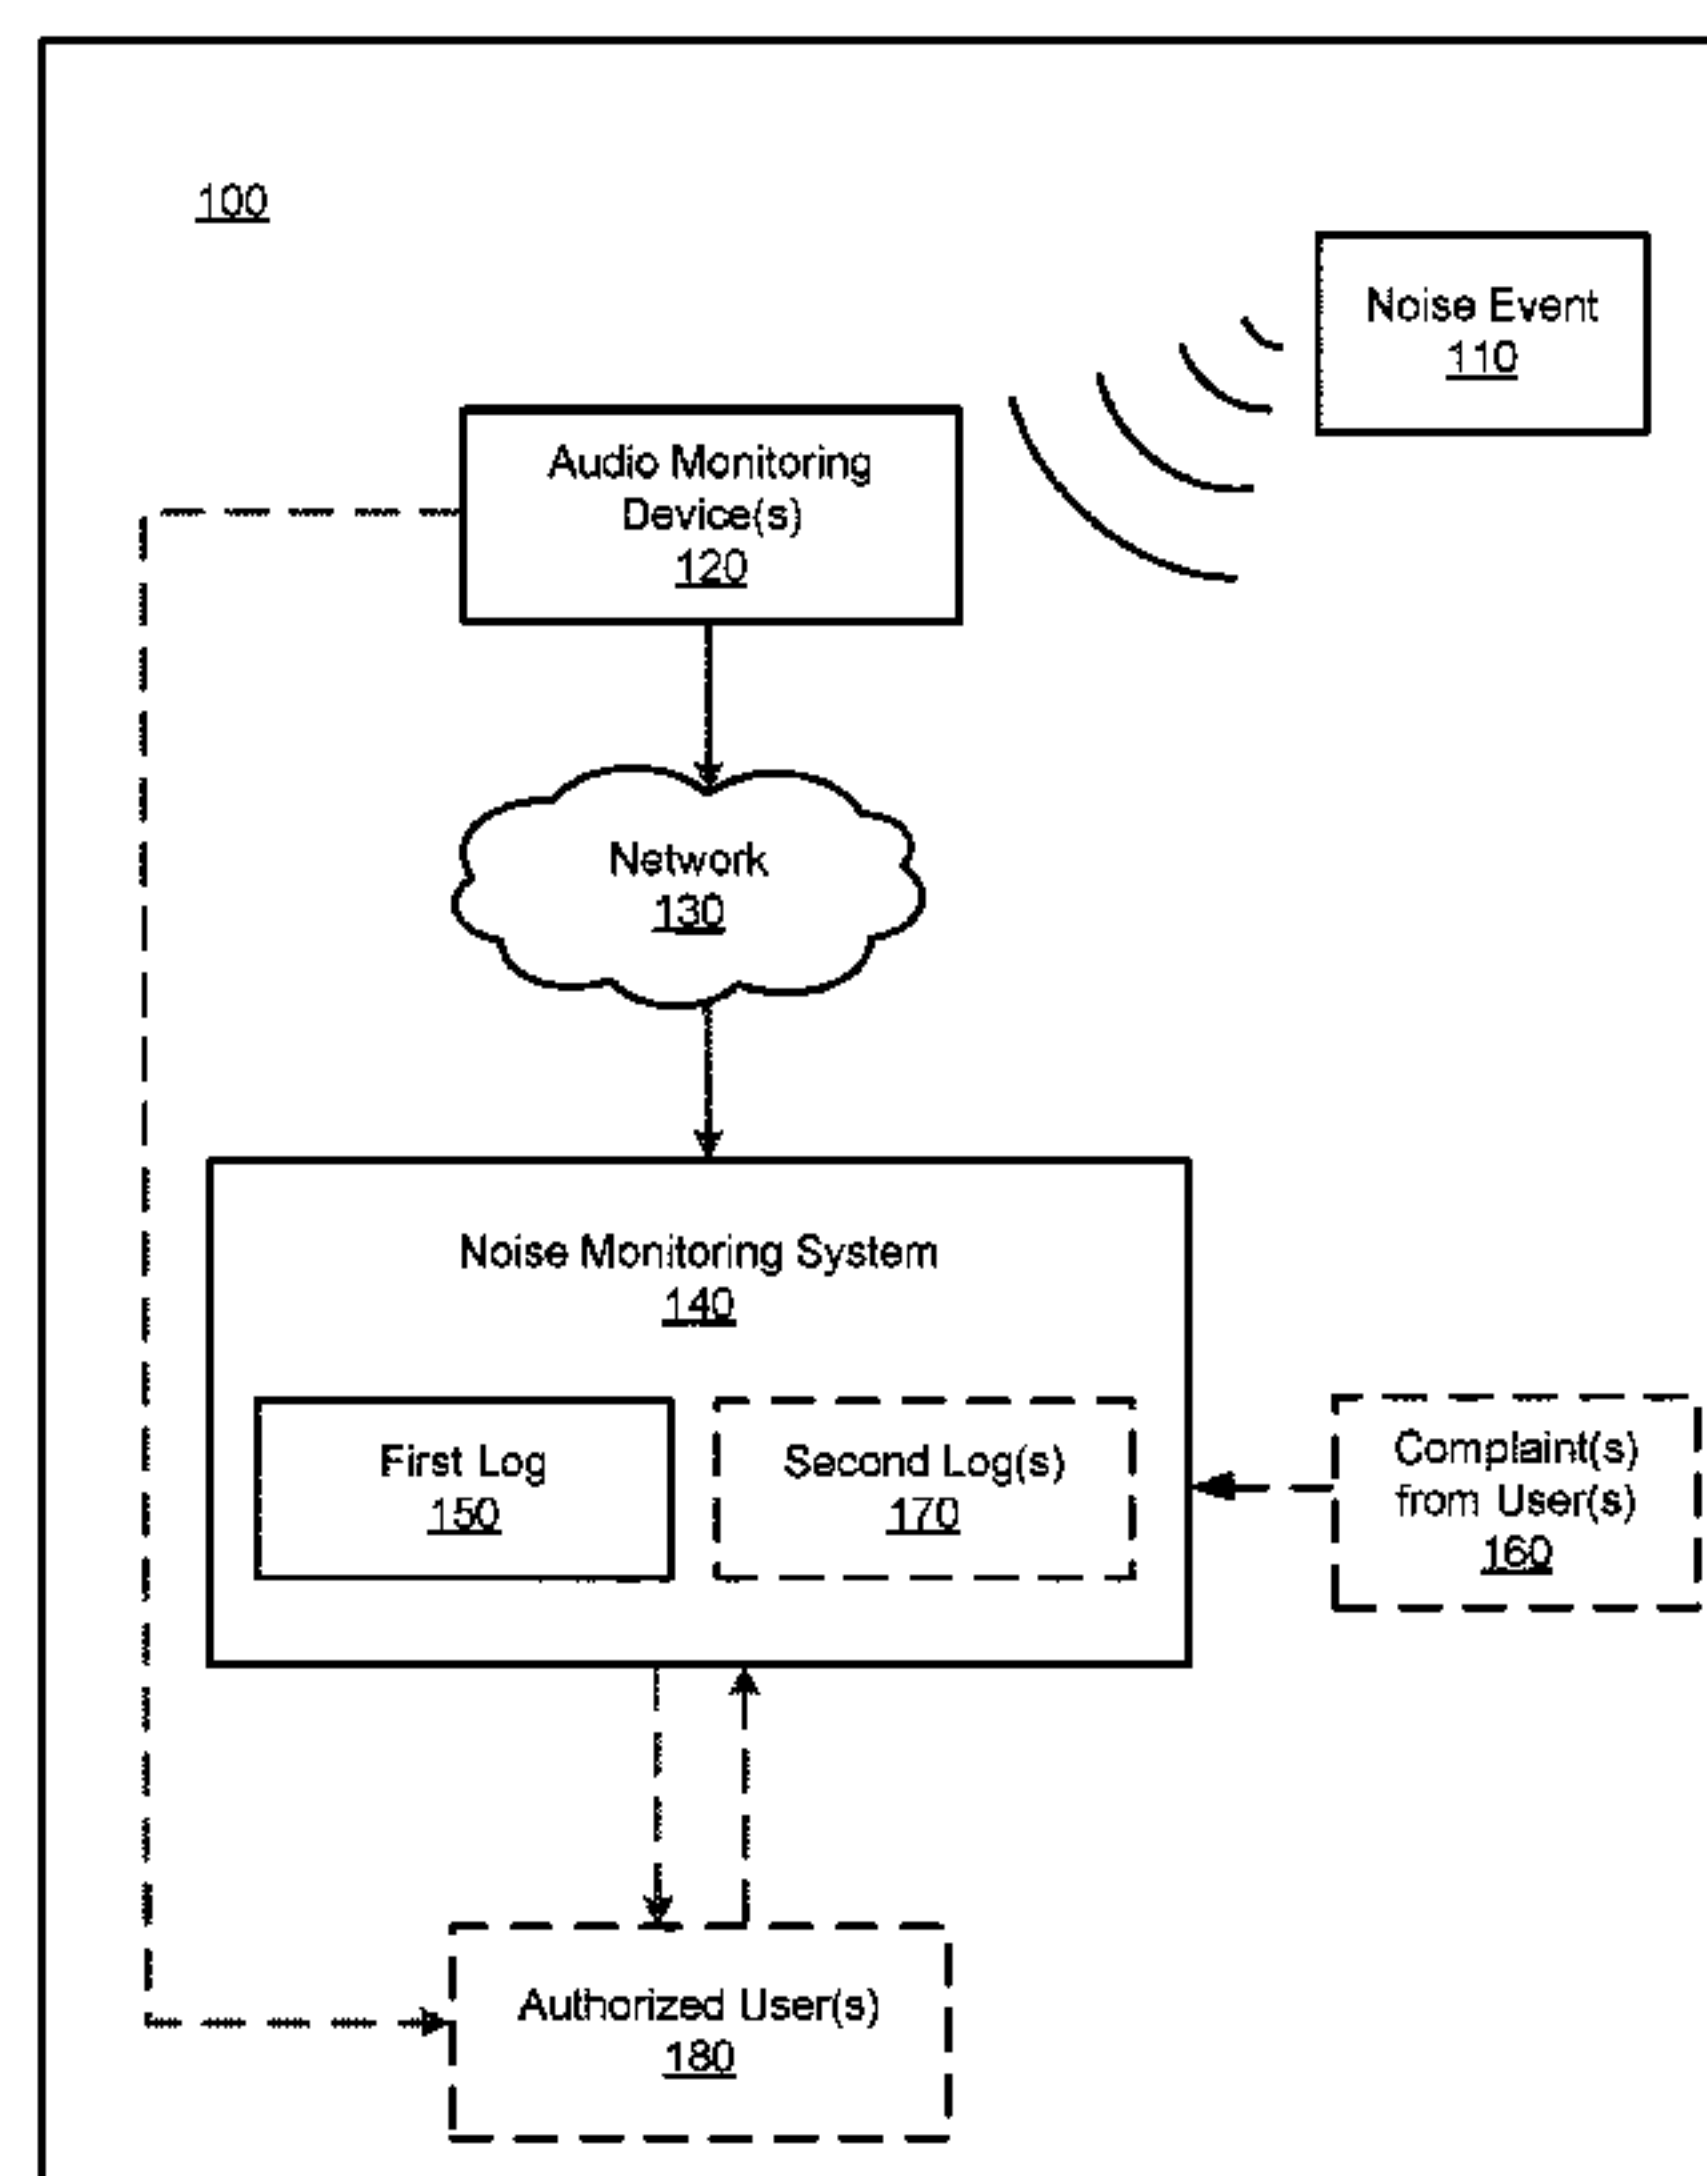 100
Noise Event
110
Audio Monitoring
Device(s)
120
Network
130
Noise Monitoring System
140
First Log
150
Second Log(s)
170
Complaint(s)
from User(s)
160
Authorized User(s)
180